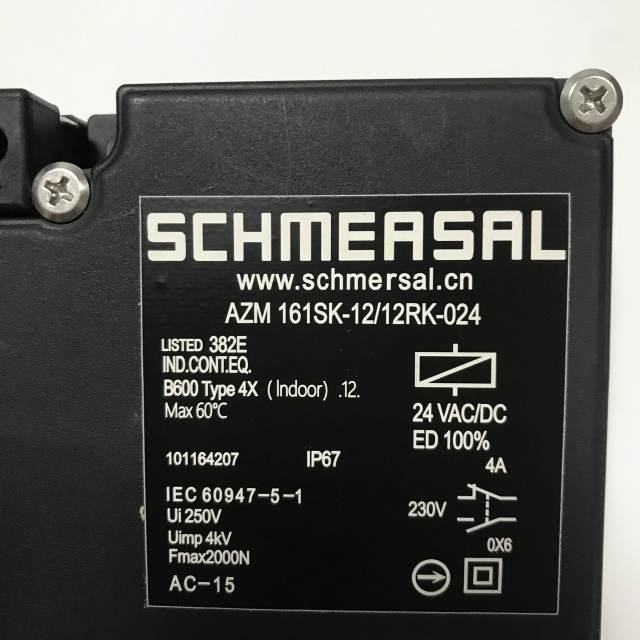 SCHMERSAL
www.schmersal.cn
AZM 161SK-12/12RK-024
LISTED 382E
IND.CONT.EQ.
B600 Type 4X (Indoor) .12.
Max 60℃
24 VAC/DC
ED 100%
101164207 IP67
4A
IEC 60947-5-1
230V
Ui 250V
Uimp 4kV
Fmax2000N
0X6
AC-15